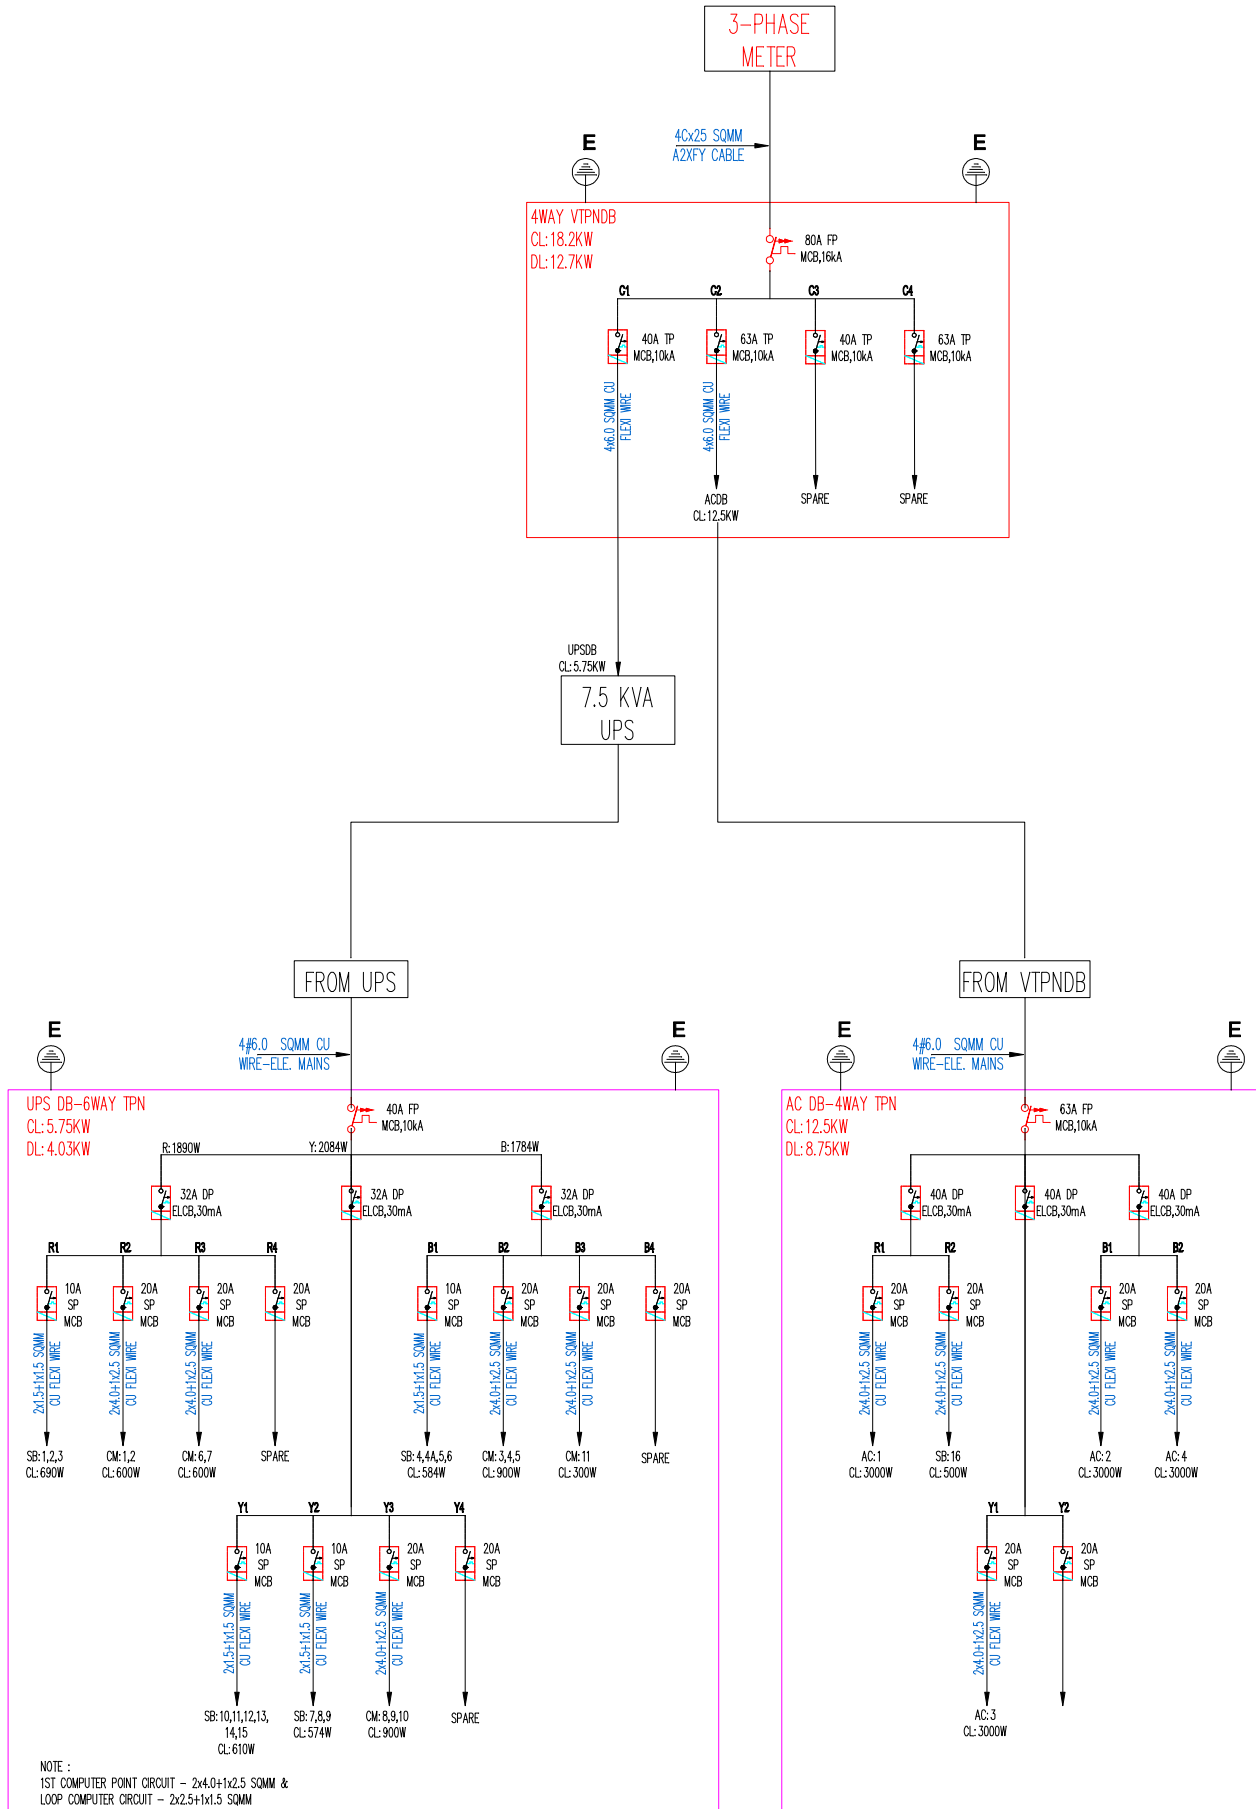 3-PHASE
METER
4Cx25 SQMM
A2XFY CABLE
E
E
4WAY VTPNDB
CL:18.2KW
DL:12.7KW
80A FP
MCB,16kA
C1
C2
C3
C4
40A TP
MCB,10kA
63A TP
MCB,10kA
40A TP
MCB,10kA
63A TP
MCB,10kA
4x6.0 SQMM CU
FLEXI WIRE
4x6.0 SQMM CU
FLEXI WIRE
ACDB
CL:12.5KW
SPARE
SPARE
UPSDB
CL:5.75KW
7.5 KVA
UPS
FROM UPS
FROM VTPNDB
E
4#6.0 SQMM CU
WIRE-ELE. MAINS
E
E
4#6.0 SQMM CU
WIRE-ELE. MAINS
E
UPS DB-6WAY TPN
CL:5.75KW
DL:4.03KW
40A FP
MCB,10kA
R:1890W
Y:2084W
B:1784W
32A DP
ELCB,30mA
32A DP
ELCB,30mA
32A DP
ELCB,30mA
R1
R2
R3
R4
B1
B2
B3
B4
10A
SP
MCB
20A
SP
MCB
20A
SP
MCB
20A
SP
MCB
10A
SP
MCB
20A
SP
MCB
20A
SP
MCB
20A
SP
MCB
2x1.5+1x1.5 SQMM
CU FLEXI WIRE
2x4.0+1x2.5 SQMM
CU FLEXI WIRE
2x4.0+1x2.5 SQMM
CU FLEXI WIRE
2x1.5+1x1.5 SQMM
CU FLEXI WIRE
2x4.0+1x2.5 SQMM
CU FLEXI WIRE
2x4.0+1x2.5 SQMM
CU FLEXI WIRE
SB:1,2,3
CL:690W
CM:1,2
CL:600W
CM:6,7
CL:600W
SPARE
SB:4,4A,5,6
CL:584W
CM:3,4,5
CL:900W
CM:11
CL:300W
SPARE
Y1
Y2
Y3
Y4
10A
SP
MCB
10A
SP
MCB
20A
SP
MCB
20A
SP
MCB
2x1.5+1x1.5 SQMM
CU FLEXI WIRE
2x1.5+1x1.5 SQMM
CU FLEXI WIRE
2x4.0+1x2.5 SQMM
CU FLEXI WIRE
SB:10,11,12,13,
14,15
CL:610W
SB:7,8,9
CL:574W
CM:8,9,10
CL:900W
SPARE
NOTE :
1ST COMPUTER POINT CIRCUIT - 2x4.0+1x2.5 SQMM &
LOOP COMPUTER CIRCUIT - 2x2.5+1x1.5 SQMM
AC DB-4WAY TPN
CL:12.5KW
DL:8.75KW
63A FP
MCB,10kA
40A DP
ELCB,30mA
40A DP
ELCB,30mA
40A DP
ELCB,30mA
R1
R2
B1
B2
20A
SP
MCB
20A
SP
MCB
20A
SP
MCB
20A
SP
MCB
2x4.0+1x2.5 SQMM
CU FLEXI WIRE
2x4.0+1x2.5 SQMM
CU FLEXI WIRE
2x4.0+1x2.5 SQMM
CU FLEXI WIRE
2x4.0+1x2.5 SQMM
CU FLEXI WIRE
AC:1
CL:3000W
SB:16
CL:500W
AC:2
CL:3000W
AC:4
CL:3000W
Y1
Y2
20A
SP
MCB
20A
SP
MCB
2x4.0+1x2.5 SQMM
CU FLEXI WIRE
AC:3
CL:3000W